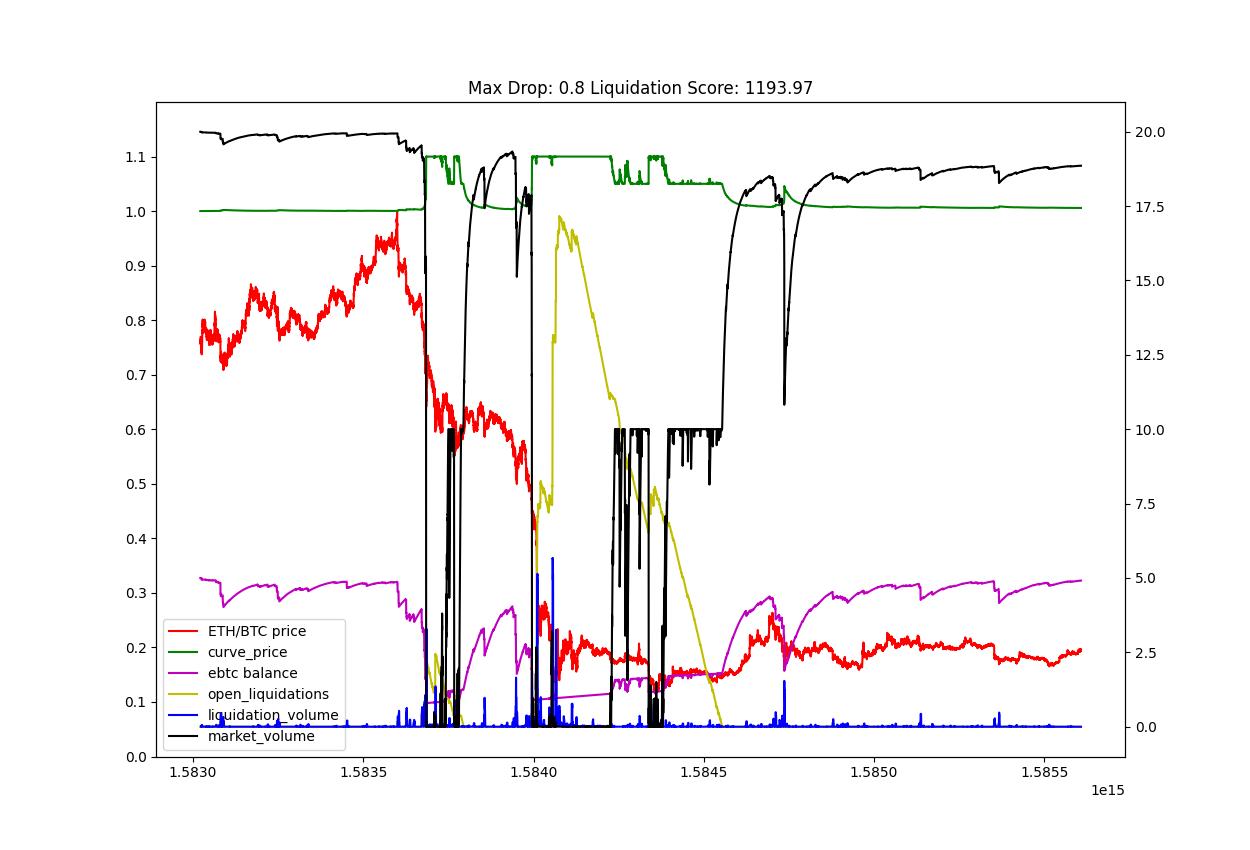 Max Drop: 0.8 Liquidation Score: 1193.97
1.1
1.0
0.9
0.8
0.7
0.6
0.5
0.4
0.3
0.2
0.1
0.0
20.0
17.5
15.0
12.5
10.0
7.5
5.0
2.5
0.0
ETH/BTC price
curve_price
ebtc balance
open_liquidations
liquidation_volume
market_volume
1.5830 1.5835 1.5840 1.5845 1.5850 1.5855
1e15